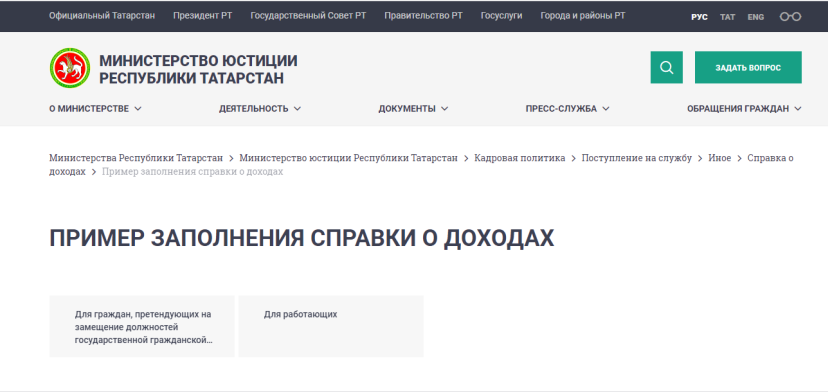 Официальный Татарстан Президент РТ Государственный Совет РТ Правительство РТ Госуслуги Города и районы РТ РУС ТАТ ENG
МИНИСТЕРСТВО ЮСТИЦИИ
РЕСПУБЛИКИ ТАТАРСТАН
ЗАДАТЬ ВОПРОС
О МИНИСТЕРСТВЕ ДЕЯТЕЛЬНОСТЬ ДОКУМЕНТЫ ПРЕСС-СЛУЖБА ОБРАЩЕНИЯ ГРАЖДАН
Министерства Республики Татарстан > Министерство юстиции Республики Татарстан > Кадровая политика > Поступление на службу > Иное > Справка о
доходах > Пример заполнения справки о доходах
ПРИМЕР ЗАПОЛНЕНИЯ СПРАВКИ О ДОХОДАХ
Для граждан, претендующих на
замещение должностей
государственной гражданской...
Для работающих